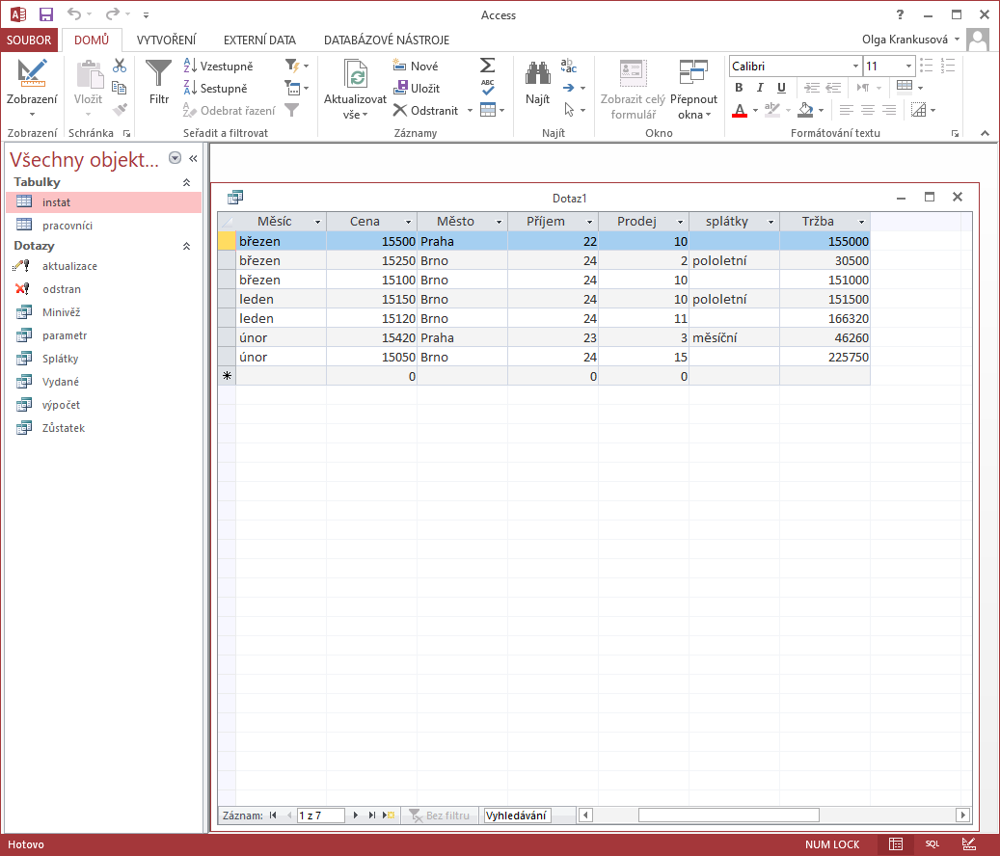 Access
?
SOUBOR DOMŮ VYTVOŘENÍ EXTERNÍ DATA DATABÁZOVÉ NÁSTROJE Olga Krankusová
Zobrazení
Zobrazení
Vložit
Schránka
Filtr
Vzestupně
Sestupně
Odebrat řazení
Seřadit a filtrovat
Aktualizovat
vše
Nové
Uložit
Odstranit
Záznamy
Najít
Najít
Zobrazit celý
formulář
Přepnout
okna
Okno
Calibri 11
B I U
Formátování textu
Všechny objekt...
Tabulky
instat
pracovníci
Dotazy
aktualizace
odstran
Minivěž
parametr
Splátky
Vydané
výpočet
Zůstatek
Dotaz1
Měsíc Cena Město Příjem Prodej splátky Tržba
březen 15500 Praha 22 10 155000
březen 15250 Brno 24 2 pololetní 30500
březen 15100 Brno 24 10 151000
leden 15150 Brno 24 10 pololetní 151500
leden 15120 Brno 24 11 166320
únor 15420 Praha 23 3 měsíční 46260
únor 15050 Brno 24 15 225750
0 0 0
Záznam: 1 z 7 Bez filtru Vyhledávání
Hotovo NUM LOCK SQL